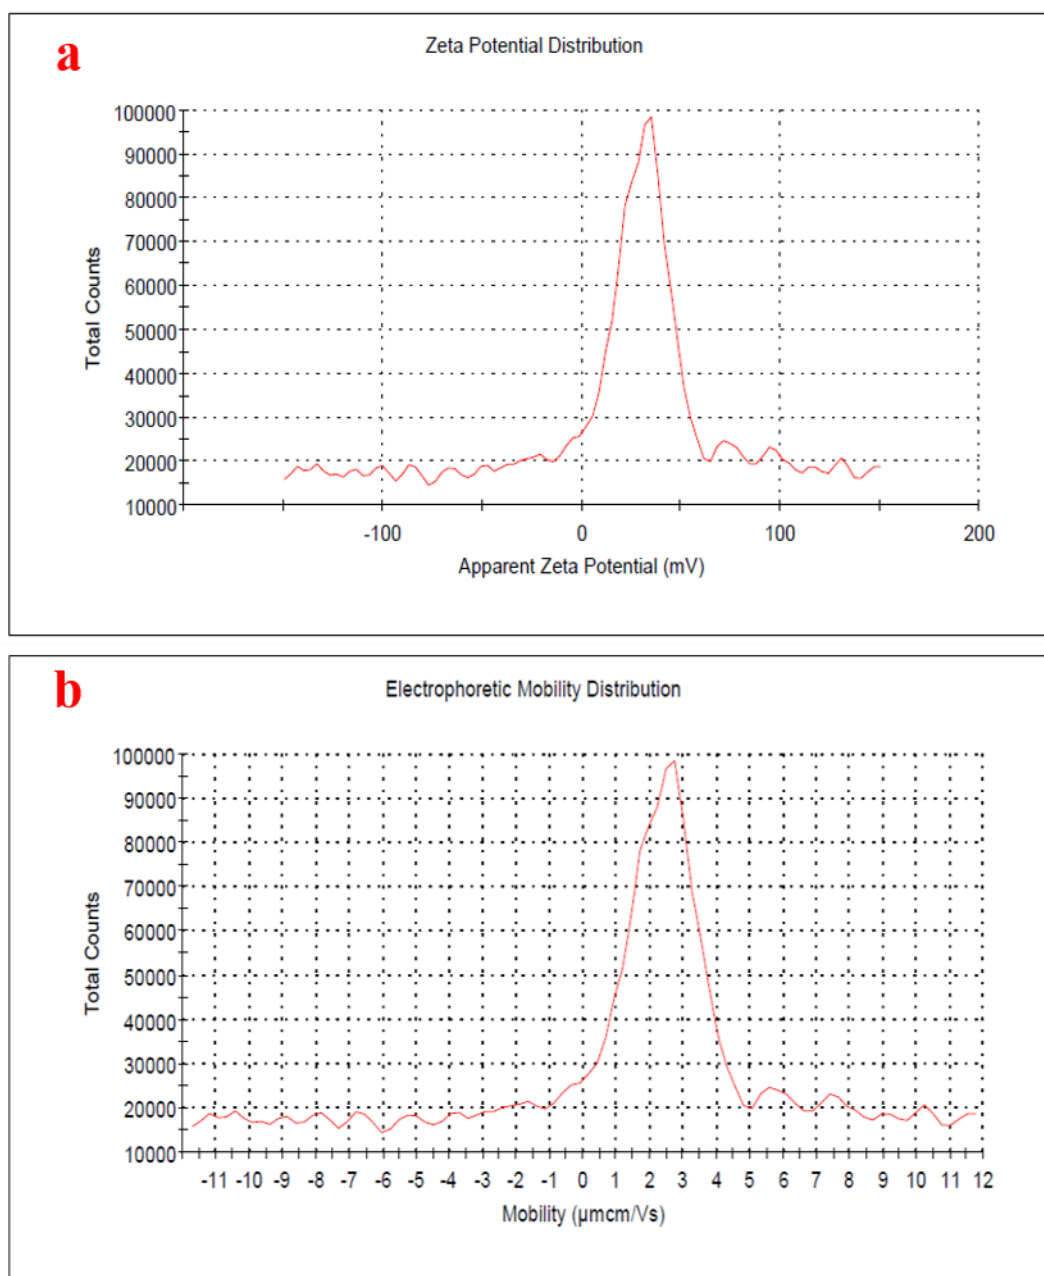 a
Zeta Potential Distribution
100000
90000
80000
70000
60000
50000
40000
30000
20000
10000
Total Counts
-100 0 100 200
Apparent Zeta Potential (mV)
b
Electrophoretic Mobility Distribution
100000
90000
80000
70000
60000
50000
40000
30000
20000
10000
Total Counts
-11 -10 -9 -8 -7 -6 -5 -4 -3 -2 -1 0 1 2 3 4 5 6 7 8 9 10 11 12
Mobility (µmcm/Vs)